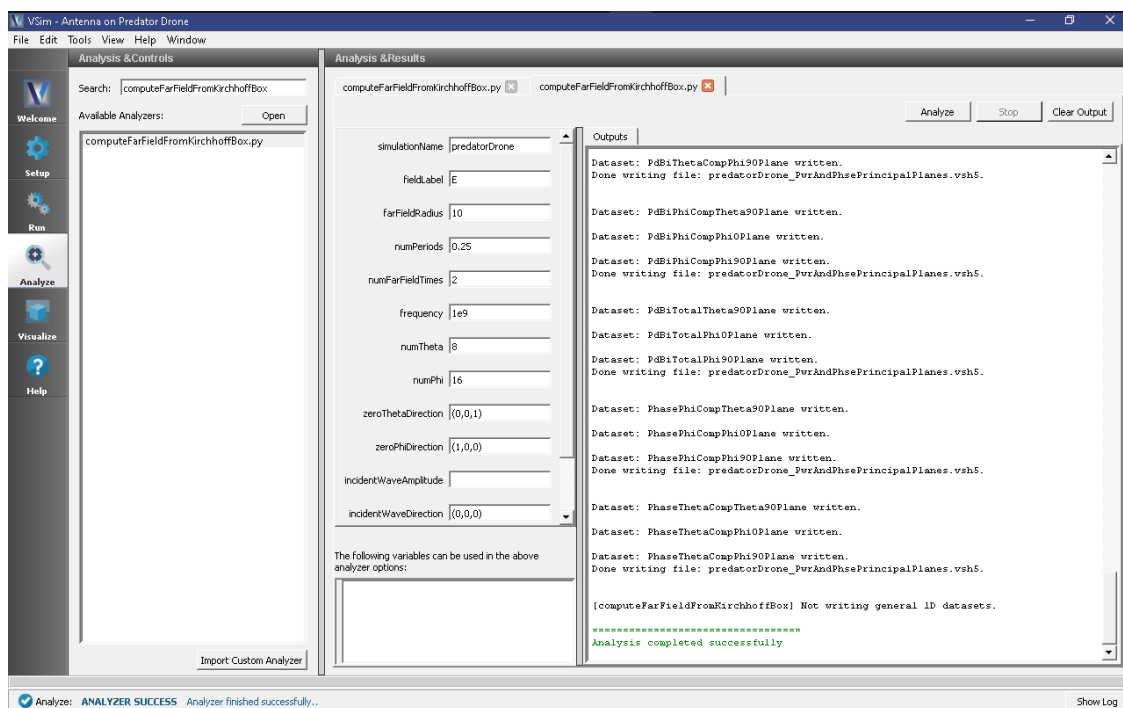 VSim - Antenna on Predator Drone
File Edit Tools View Help Window
Analysis &Controls
Analysis &Results
Welcome
Setup
Run
Analyze
Visualize
Help
Search: computeFarFieldFromKirchhoffBox
Available Analyzers: Open
computeFarFieldFromKirchhoffBox.py
Import Custom Analyzer
computeFarFieldFromKirchhoffBox.py computeFarFieldFromKirchhoffBox.py
Analyze Stop Clear Output
simulationName predatorDrone
fieldLabel E
farFieldRadius 10
numPeriods 0.25
numFarFieldTimes 2
frequency 1e9
numTheta 8
numPhi 16
zeroThetaDirection (0,0,1)
zeroPhiDirection (1,0,0)
incidentWaveAmplitude
incidentWaveDirection (0,0,0)
The following variables can be used in the above
analyzer options:
Outputs
Dataset: PdBiThetaCompPhi90Plane written.
Done writing file: predatorDrone_PwrAndPhsePrincipalPlanes.vsh5.
Dataset: PdBiPhiCompTheta90Plane written.
Dataset: PdBiPhiCompPhi0Plane written.
Dataset: PdBiPhiCompPhi90Plane written.
Done writing file: predatorDrone_PwrAndPhsePrincipalPlanes.vsh5.
Dataset: PdBiTotalTheta90Plane written.
Dataset: PdBiTotalPhi0Plane written.
Dataset: PdBiTotalPhi90Plane written.
Done writing file: predatorDrone_PwrAndPhsePrincipalPlanes.vsh5.
Dataset: PhasePhiCompTheta90Plane written.
Dataset: PhasePhiCompPhi0Plane written.
Dataset: PhasePhiCompPhi90Plane written.
Done writing file: predatorDrone_PwrAndPhsePrincipalPlanes.vsh5.
Dataset: PhaseThetaCompTheta90Plane written.
Dataset: PhaseThetaCompPhi0Plane written.
Dataset: PhaseThetaCompPhi90Plane written.
Done writing file: predatorDrone_PwrAndPhsePrincipalPlanes.vsh5.
[computeFarFieldFromKirchhoffBox] Not writing general 1D datasets.
==================================
Analysis completed successfully
Analyze: ANALYZER SUCCESS Analyzer finished successfully..
Show Log